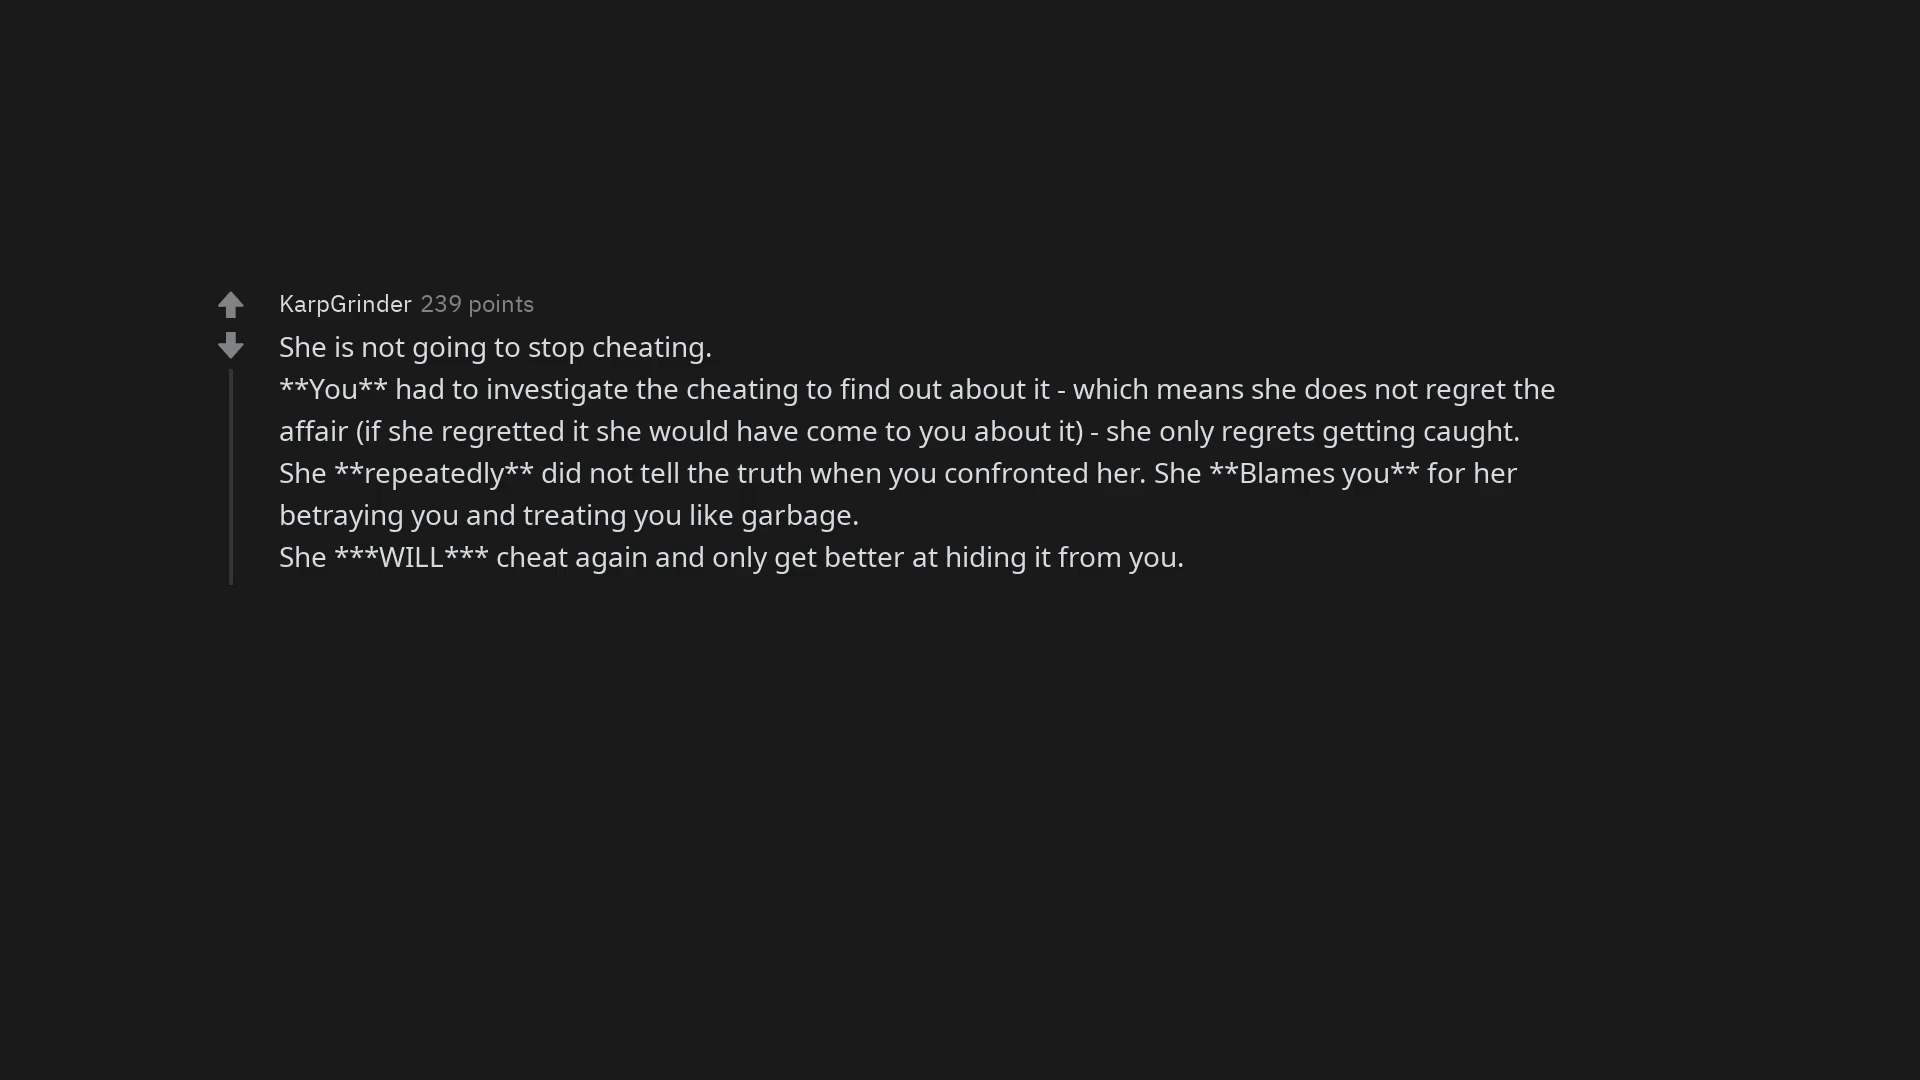 KarpGrinder 239 points
She is not going to stop cheating.
**You** had to investigate the cheating to find out about it - which means she does not regret the
affair (if she regretted it she would have come to you about it) - she only regrets getting caught.
She **repeatedly** did not tell the truth when you confronted her. She **Blames you** for her
betraying you and treating you like garbage.
She ***WILL*** cheat again and only get better at hiding it from you.